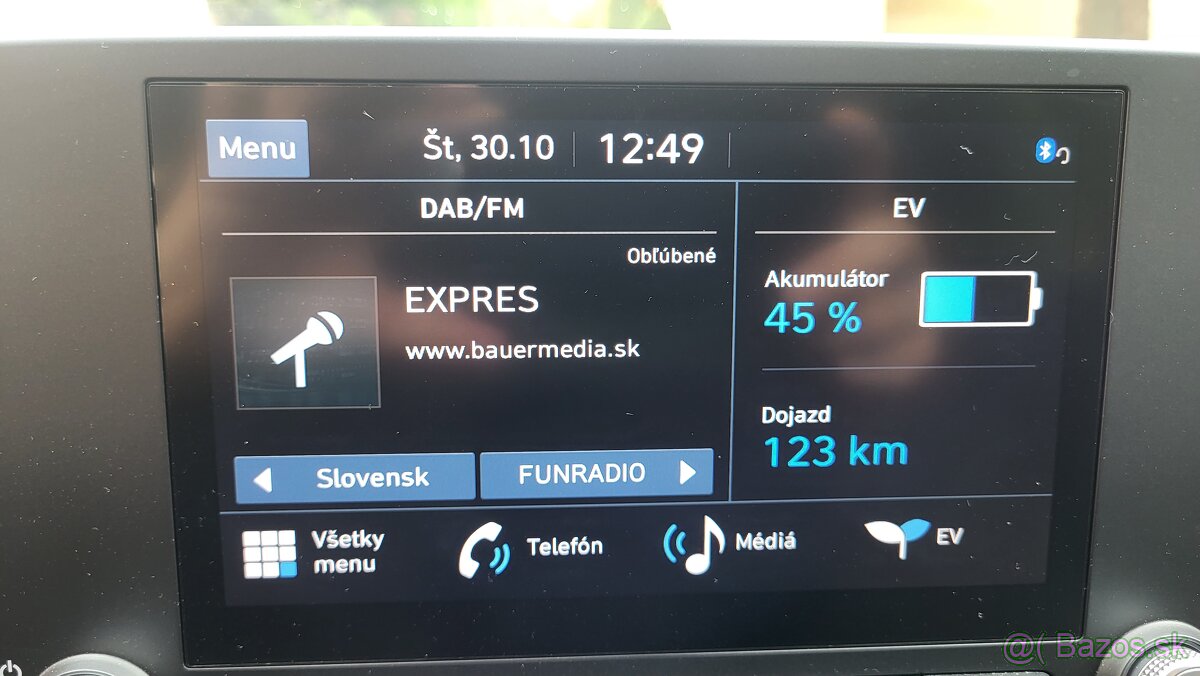 Menu
Št, 30.10
12:49
DAB/FM
EV
Obľúbené
EXPRES
www.bauermedia.sk
Akumulátor
45 %
Dojazd
123 km
Slovensk
FUNRADIO
Všetky
menu
Telefón
Médiá
EV
@( Bazos.sk